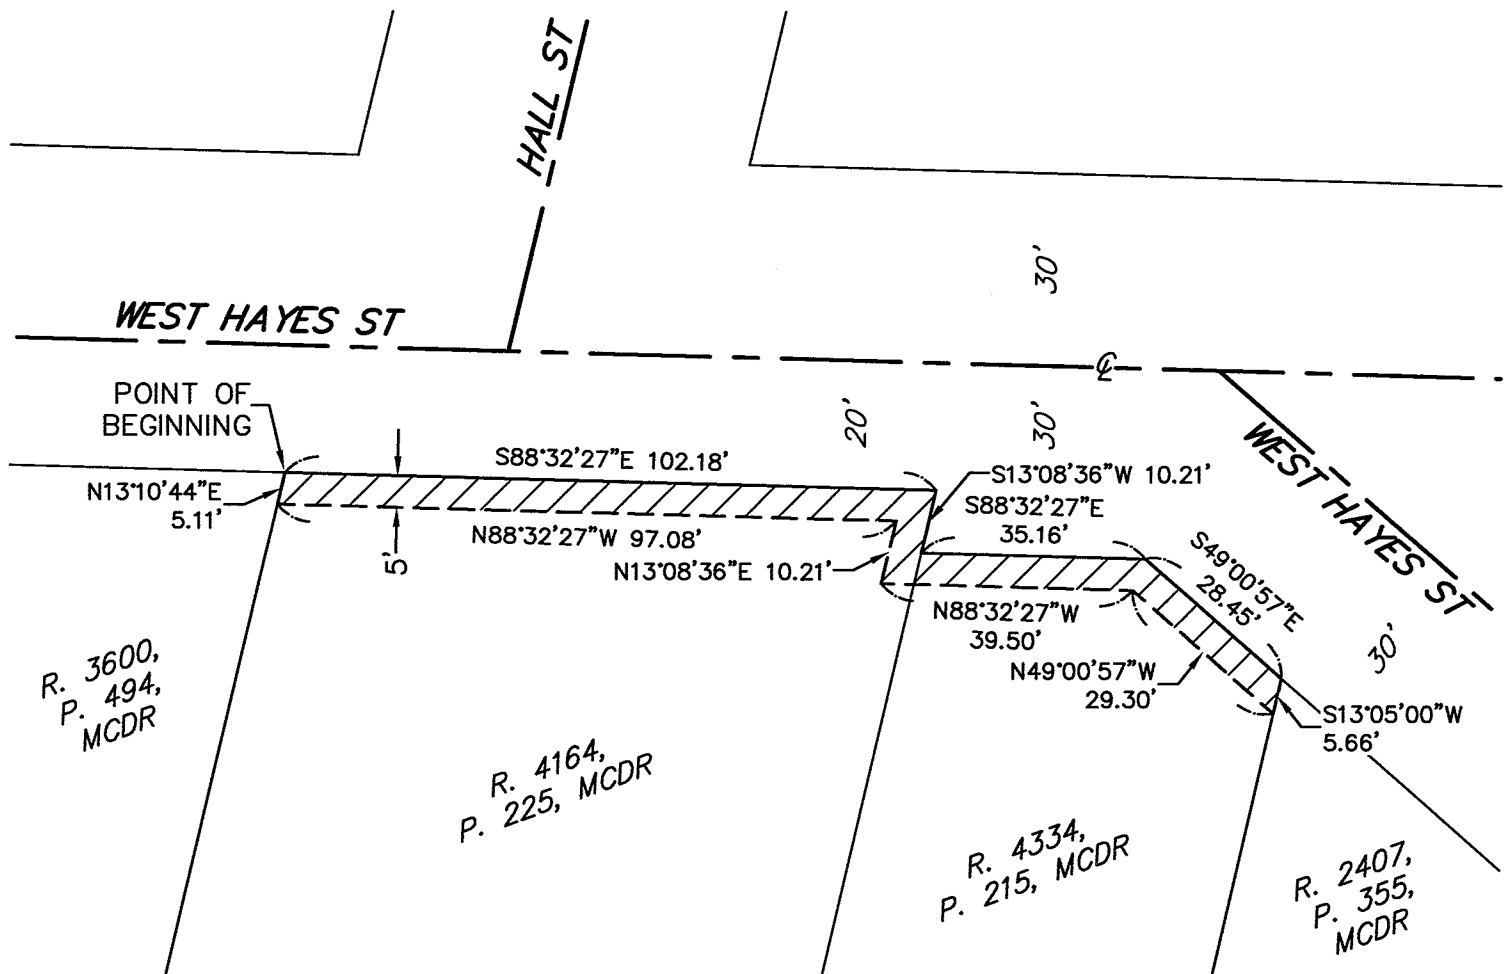 HALL ST
30'
WEST HAYES ST
℄
POINT OF
BEGINNING
20'
30'
WEST HAYES ST
S88°32'27"E 102.18'
S13°08'36"W 10.21'
N13°10'44"E
5.11'
S88°32'27"E
35.16'
N88°32'27"W 97.08'
5'
N13°08'36"E 10.21'
S49°00'57"E
28.45'
N88°32'27"W
39.50'
30'
N49°00'57"W
29.30'
S13°05'00"W
5.66'
R. 3600,
P. 494,
MCDR
R. 4164,
P. 225, MCDR
R. 4334,
P. 215, MCDR
R. 2407,
P. 355,
MCDR